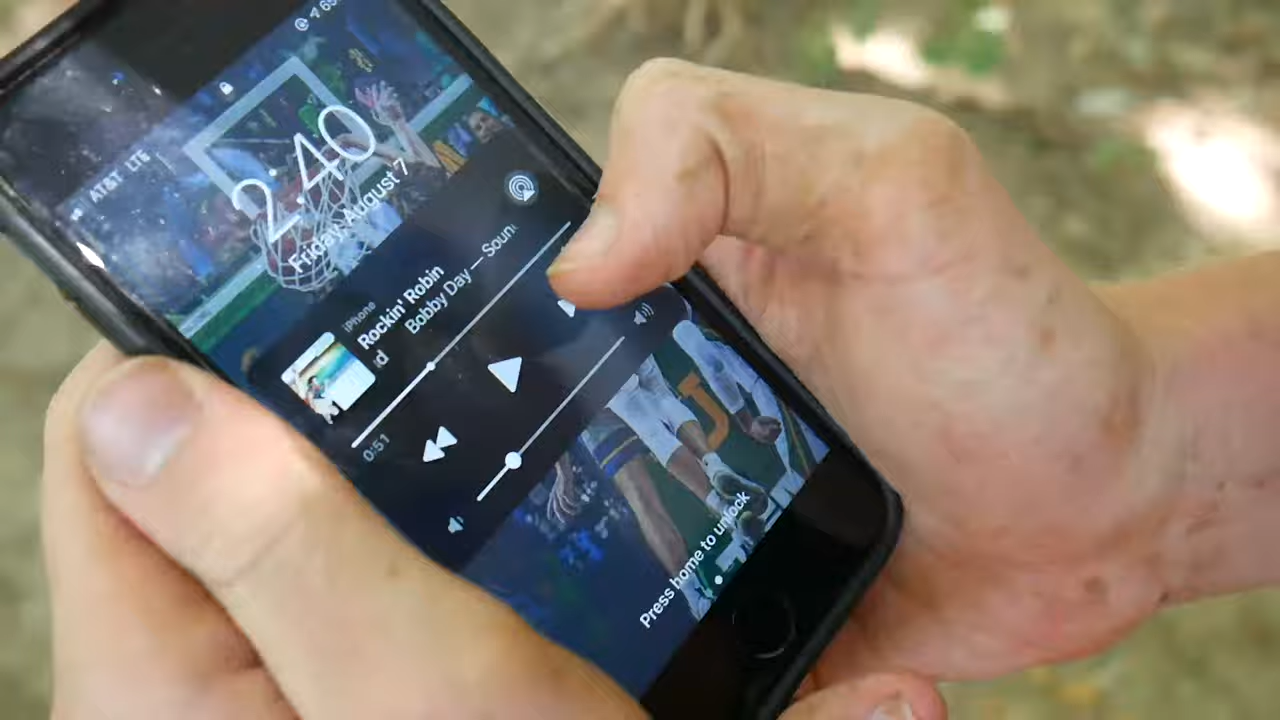 AT&T LTE
2:40
Friday, August 7
iPhone
Rockin' Robin
d Bobby Day — Soun
0:51
J
Press home to unlock